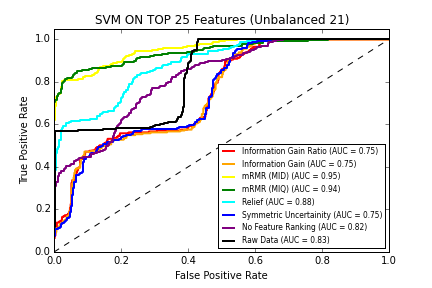 SVM ON TOP 25 Features (Unbalanced 21)
1.0
0.8
0.6
0.4
0.2
0.0
True Positive Rate
Information Gain Ratio (AUC = 0.75)
Information Gain (AUC = 0.75)
mRMR (MID) (AUC = 0.95)
mRMR (MIQ) (AUC = 0.94)
Relief (AUC = 0.88)
Symmetric Uncertainity (AUC = 0.75)
No Feature Ranking (AUC = 0.82)
Raw Data (AUC = 0.83)
0.0 0.2 0.4 0.6 0.8 1.0
False Positive Rate